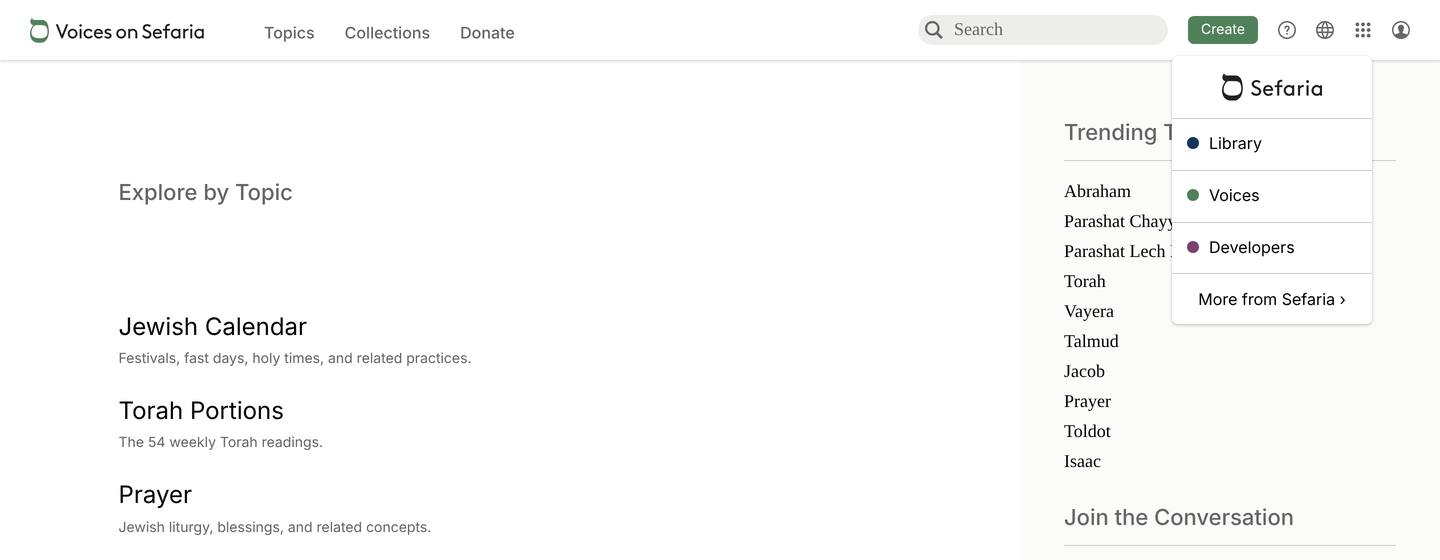 Voices on Sefaria
Topics
Collections
Donate
Search
Create
Sefaria
Library
Voices
Developers
More from Sefaria ›
Explore by Topic
Jewish Calendar
Festivals, fast days, holy times, and related practices.
Torah Portions
The 54 weekly Torah readings.
Prayer
Jewish liturgy, blessings, and related concepts.
Trending
Abraham
Parashat
Parashat Lech
Torah
Vayera
Talmud
Jacob
Prayer
Toldot
Isaac
Join the Conversation